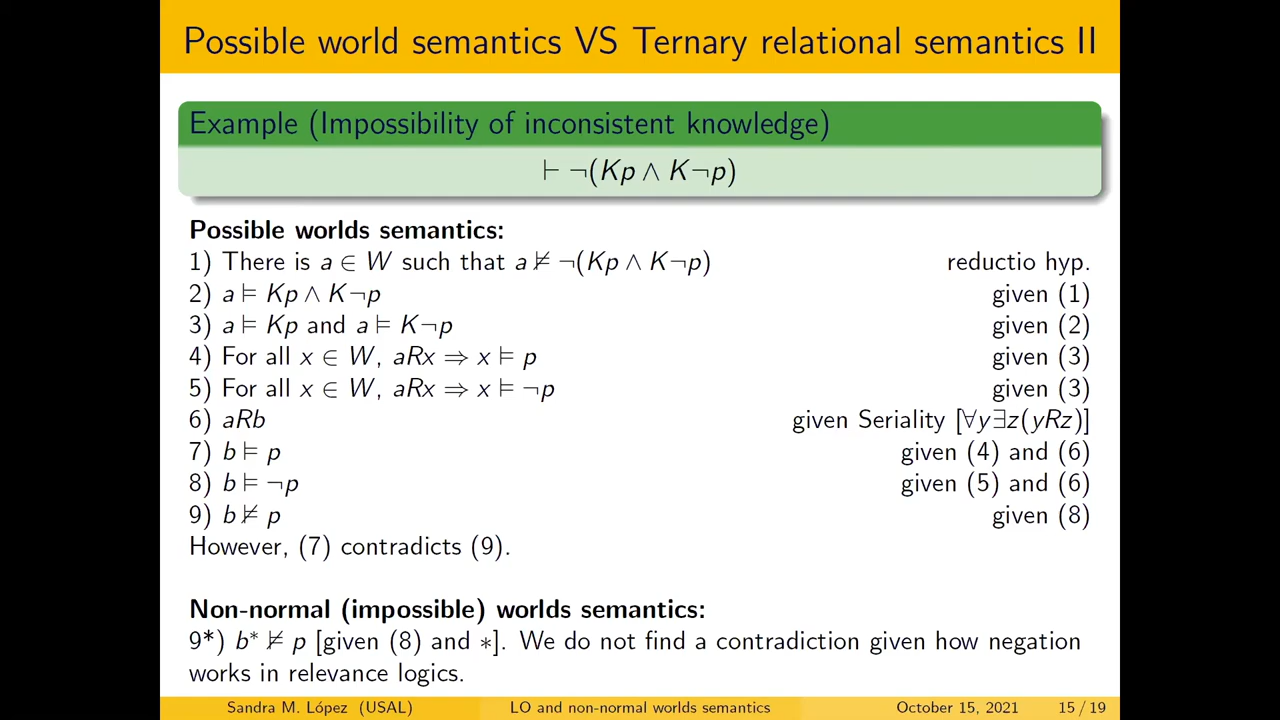 Possible world semantics VS Ternary relational semantics II
Example (Impossibility of inconsistent knowledge)
⊢ ¬(Kp ∧ K¬p)
Possible worlds semantics:
1) There is a ∈ W such that a ⊭ ¬(Kp ∧ K¬p) reductio hyp.
2) a ⊨ Kp ∧ K¬p given (1)
3) a ⊨ Kp and a ⊨ K¬p given (2)
4) For all x ∈ W, aRx ⇒ x ⊨ p given (3)
5) For all x ∈ W, aRx ⇒ x ⊨ ¬p given (3)
6) aRb given Seriality [∀y∃z(yRz)]
7) b ⊨ p given (4) and (6)
8) b ⊨ ¬p given (5) and (6)
9) b ⊭ p given (8)
However, (7) contradicts (9).
Non-normal (impossible) worlds semantics:
9*) b* ⊭ p [given (8) and ∗]. We do not find a contradiction given how negation
works in relevance logics.
Sandra M. López (USAL) LO and non-normal worlds semantics October 15, 2021 15 / 19